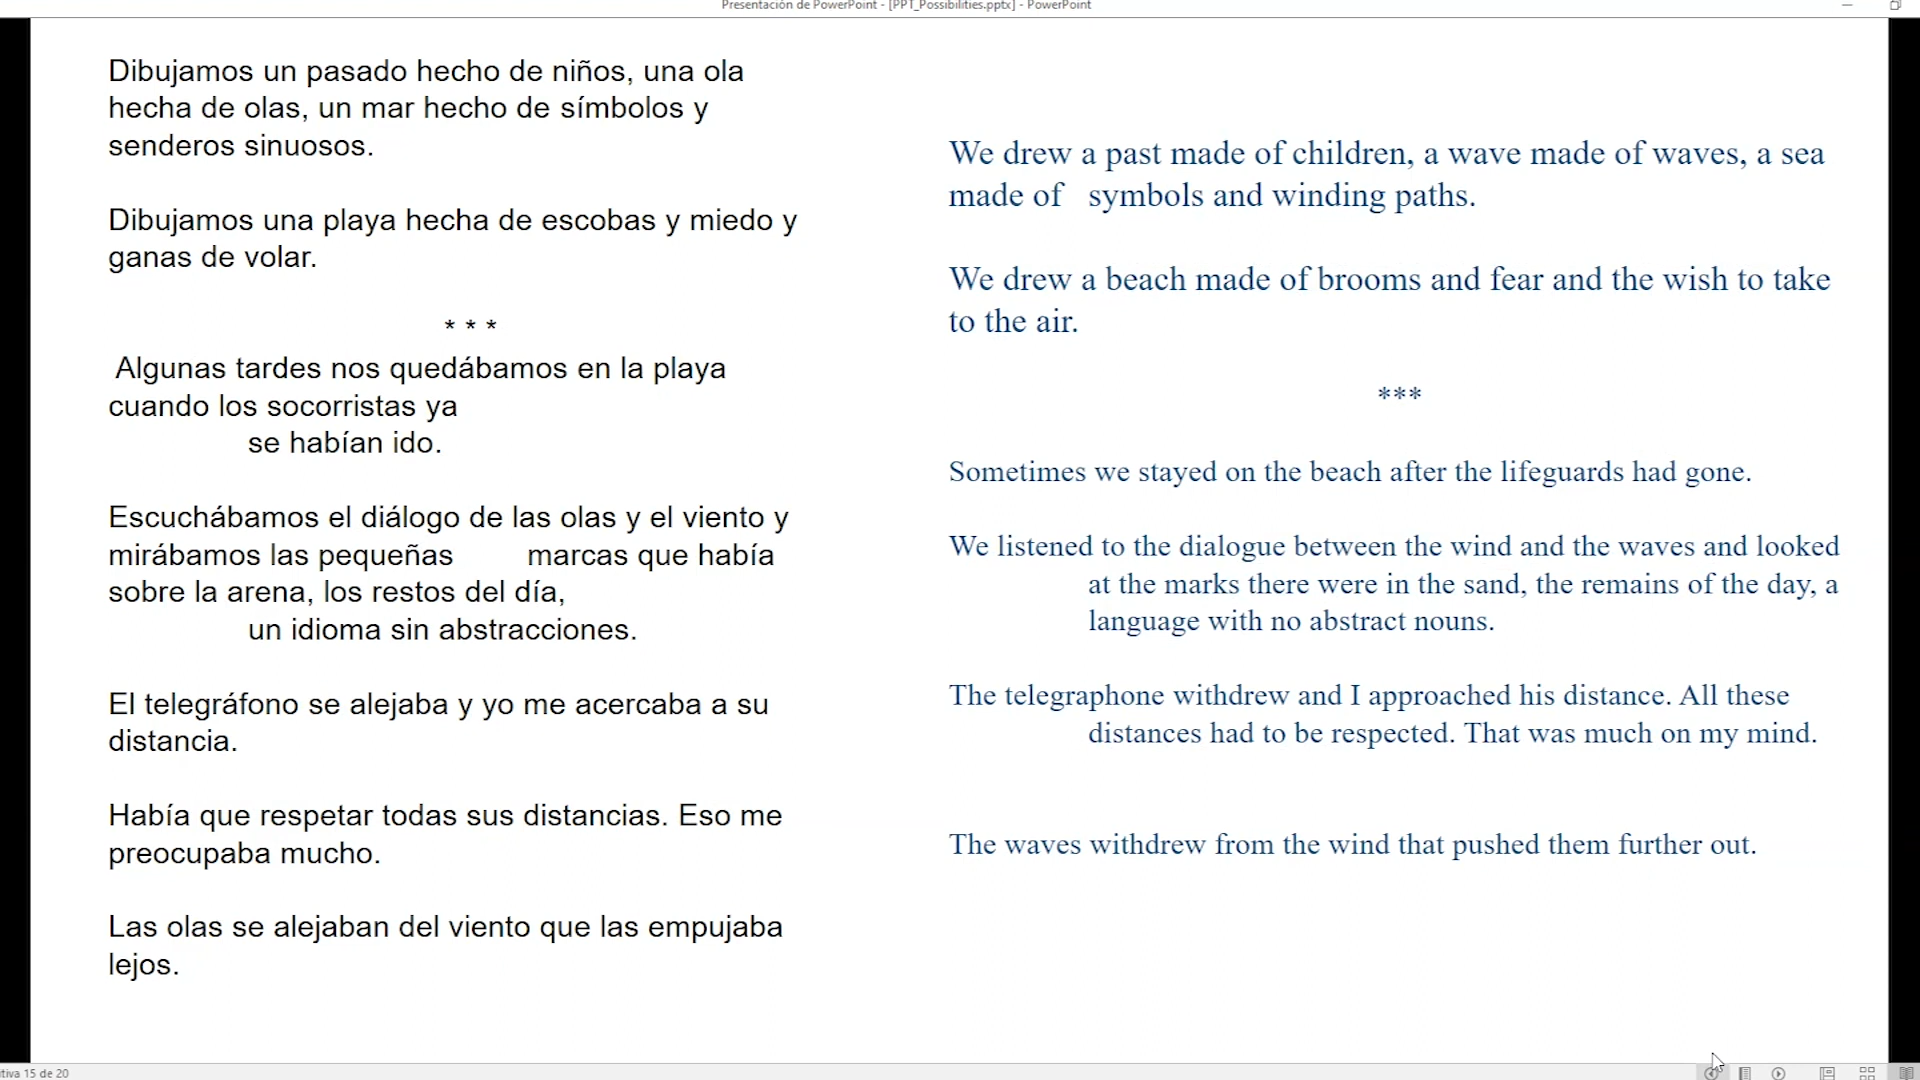 Presentación de PowerPoint - [PPT_Possibilities.pptx] - PowerPoint
Dibujamos un pasado hecho de niños, una ola
hecha de olas, un mar hecho de símbolos y
senderos sinuosos.
Dibujamos una playa hecha de escobas y miedo y
ganas de volar.
* * *
Algunas tardes nos quedábamos en la playa
cuando los socorristas ya
se habían ido.
Escuchábamos el diálogo de las olas y el viento y
mirábamos las pequeñas marcas que había
sobre la arena, los restos del día,
un idioma sin abstracciones.
El telegráfono se alejaba y yo me acercaba a su
distancia.
Había que respetar todas sus distancias. Eso me
preocupaba mucho.
Las olas se alejaban del viento que las empujaba
lejos.
We drew a past made of children, a wave made of waves, a sea
made of symbols and winding paths.
We drew a beach made of brooms and fear and the wish to take
to the air.
***
Sometimes we stayed on the beach after the lifeguards had gone.
We listened to the dialogue between the wind and the waves and looked
at the marks there were in the sand, the remains of the day, a
language with no abstract nouns.
The telegraphone withdrew and I approached his distance. All these
distances had to be respected. That was much on my mind.
The waves withdrew from the wind that pushed them further out.
itiva 15 de 20